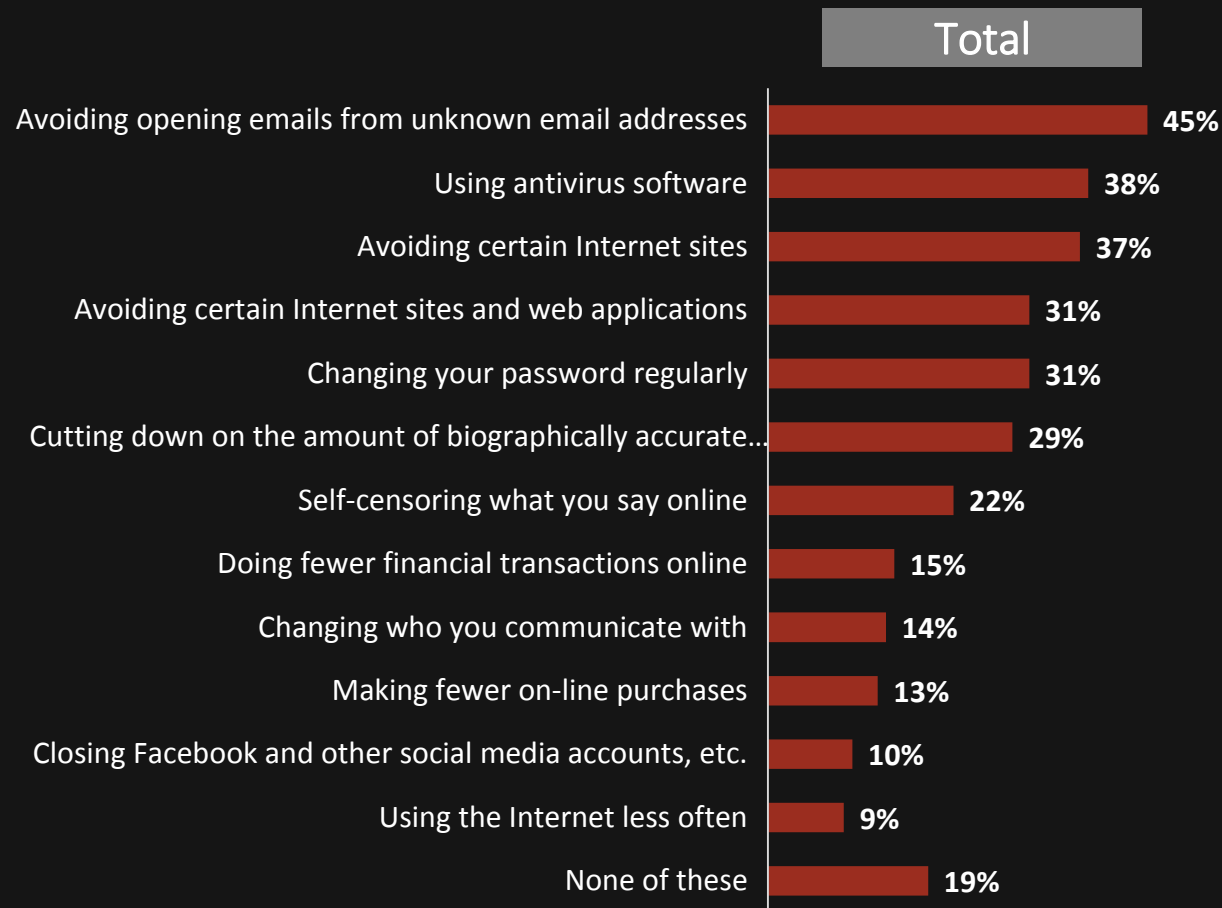 Total
Avoiding opening emails from unknown email addresses 45%
Using antivirus software 38%
Avoiding certain Internet sites 37%
Avoiding certain Internet sites and web applications 31%
Changing your password regularly 31%
Cutting down on the amount of biographically accurate... 29%
Self-censoring what you say online 22%
Doing fewer financial transactions online 15%
Changing who you communicate with 14%
Making fewer on-line purchases 13%
Closing Facebook and other social media accounts, etc. 10%
Using the Internet less often 9%
None of these 19%